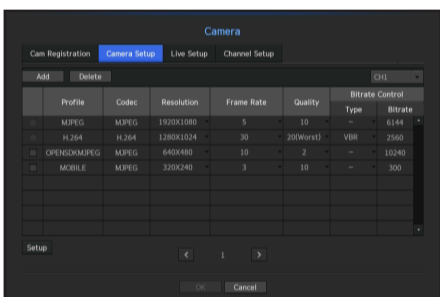 Camera
Cam Registration Camera Setup Live Setup Channel Setup
Add Delete CH1
Profile Codec Resolution Frame Rate Quality Bitrate Control
Type Bitrate
MJPEG MJPEG 1920X1080 5 10 -- 6144
H.264 H.264 1280X1024 30 20(Worst) VBR 2560
OPENSDKMJPEG MJPEG 640X480 10 2 -- 10240
MOBILE MJPEG 320X240 3 10 -- 300
Setup
< 1 >
OK Cancel